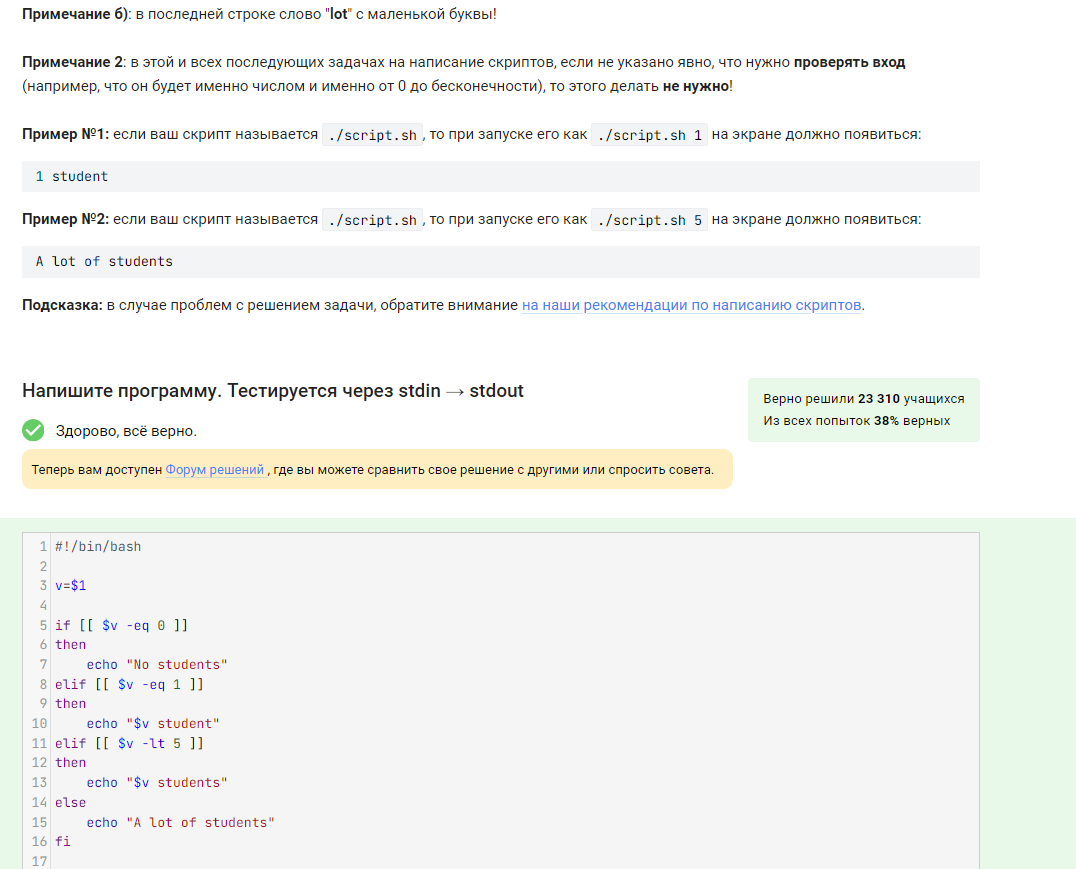 Примечание б): в последней строке слово "lot" с маленькой буквы!
Примечание 2: в этой и всех последующих задачах на написание скриптов, если не указано явно, что нужно проверять вход
(например, что он будет именно числом и именно от 0 до бесконечности), то этого делать не нужно!
Пример №1: если ваш скрипт называется ./script.sh, то при запуске его как ./script.sh 1 на экране должно появиться:
1 student
Пример №2: если ваш скрипт называется ./script.sh, то при запуске его как ./script.sh 5 на экране должно появиться:
A lot of students
Подсказка: в случае проблем с решением задачи, обратите внимание на наши рекомендации по написанию скриптов.
Напишите программу. Тестируется через stdin → stdout
Верно решили 23 310 учащихся
Из всех попыток 38% верных
Здорово, всё верно.
Теперь вам доступен Форум решений , где вы можете сравнить свое решение с другими или спросить совета.
1 #!/bin/bash
2
3 v=$1
4
5 if [[ $v -eq 0 ]]
6 then
7     echo "No students"
8 elif [[ $v -eq 1 ]]
9 then
10     echo "$v student"
11 elif [[ $v -lt 5 ]]
12 then
13     echo "$v students"
14 else
15     echo "A lot of students"
16 fi
17